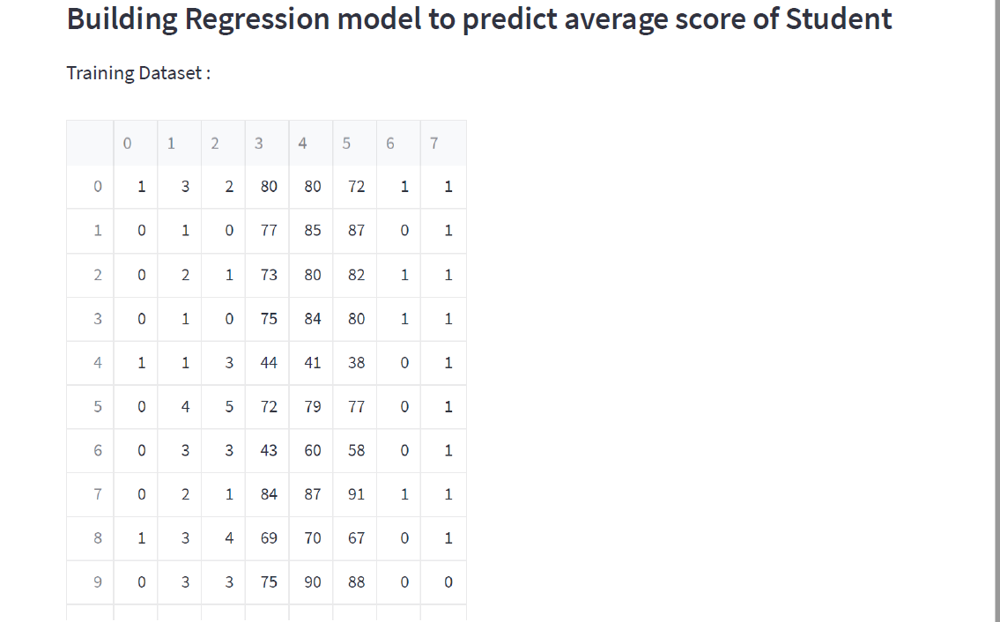 Building Regression model to predict average score of Student
Training Dataset :
0 1 2 3 4 5 6 7
0 1 3 2 80 80 72 1 1
1 0 1 0 77 85 87 0 1
2 0 2 1 73 80 82 1 1
3 0 1 0 75 84 80 1 1
4 1 1 3 44 41 38 0 1
5 0 4 5 72 79 77 0 1
6 0 3 3 43 60 58 0 1
7 0 2 1 84 87 91 1 1
8 1 3 4 69 70 67 0 1
9 0 3 3 75 90 88 0 0